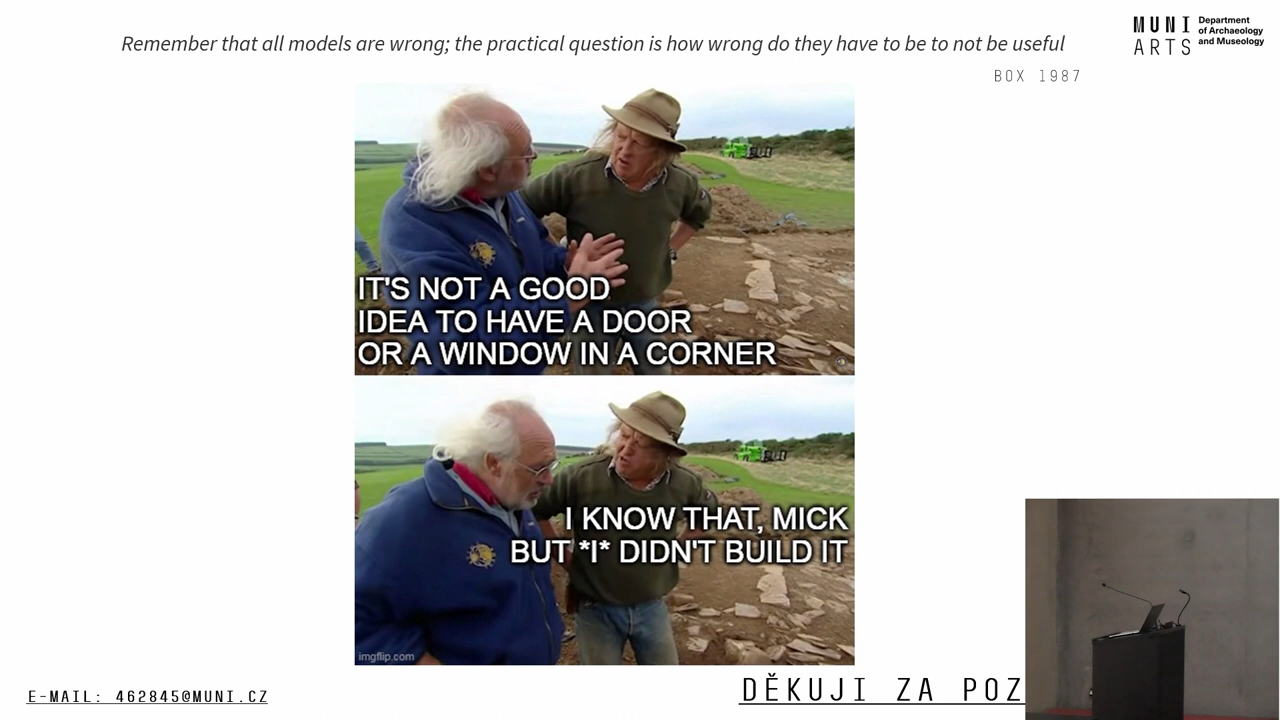 Remember that all models are wrong; the practical question is how wrong do they have to be to not be useful
BOX 1987
MUNI
ARTS
Department
of Archaeology
and Museology
IT'S NOT A GOOD
IDEA TO HAVE A DOOR
OR A WINDOW IN A CORNER
I KNOW THAT, MICK
BUT *I* DIDN'T BUILD IT
imgflip.com
E-MAIL: 462845@MUNI.CZ
DĚKUJI ZA POZ